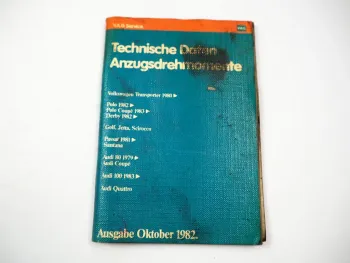 V.A.G Service.
Technische Daten
Anzugsdrehmomente
Volkswagen Transporter 1980 ►
Polo 1982 ►
Polo Coupé 1983 ►
Derby 1982 ►
Golf, Jetta, Scirocco
Passat 1981 ►
Santana
Audi 80 1979 ►
Audi Coupé
Audi 100 1983 ►
Audi Quattro
Ausgabe Oktober 1982.